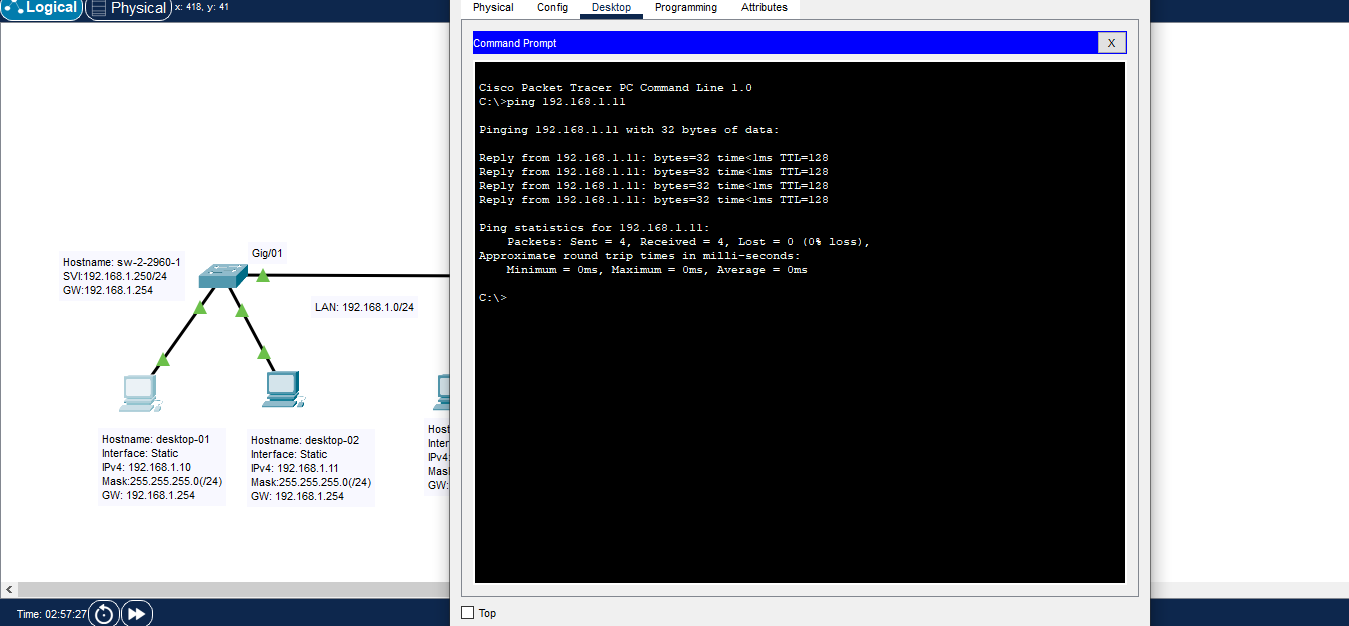 Logical
Physical
x: 418, y: 41
Physical
Config
Desktop
Programming
Attributes
Command Prompt
X
Cisco Packet Tracer PC Command Line 1.0
C:\>ping 192.168.1.11
Pinging 192.168.1.11 with 32 bytes of data:
Reply from 192.168.1.11: bytes=32 time<1ms TTL=128
Reply from 192.168.1.11: bytes=32 time<1ms TTL=128
Reply from 192.168.1.11: bytes=32 time<1ms TTL=128
Reply from 192.168.1.11: bytes=32 time<1ms TTL=128
Ping statistics for 192.168.1.11:
Packets: Sent = 4, Received = 4, Lost = 0 (0% loss),
Approximate round trip times in milli-seconds:
Minimum = 0ms, Maximum = 0ms, Average = 0ms
C:\>
Gig/01
Hostname: sw-2-2960-1
SVI:192.168.1.250/24
GW:192.168.1.254
LAN: 192.168.1.0/24
Hostname: desktop-01
Interface: Static
IPv4: 192.168.1.10
Mask:255.255.255.0(/24)
GW: 192.168.1.254
Hostname: desktop-02
Interface: Static
IPv4: 192.168.1.11
Mask:255.255.255.0(/24)
GW: 192.168.1.254
Host
Inter
IPv4:
Mas
GW:
Time: 02:57:27
Top